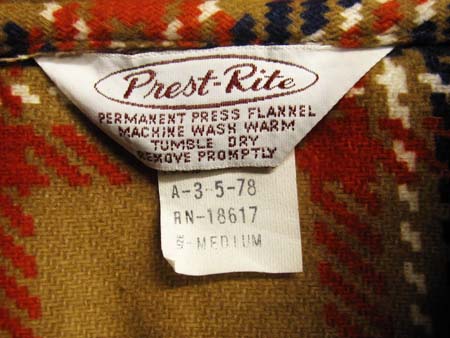 Prest-Rite
PERMANENT PRESS FLANNEL
MACHINE WASH WARM
TUMBLE DRY
REMOVE PROMPTLY
A-3-5-78
RN-18617
MEDIUM